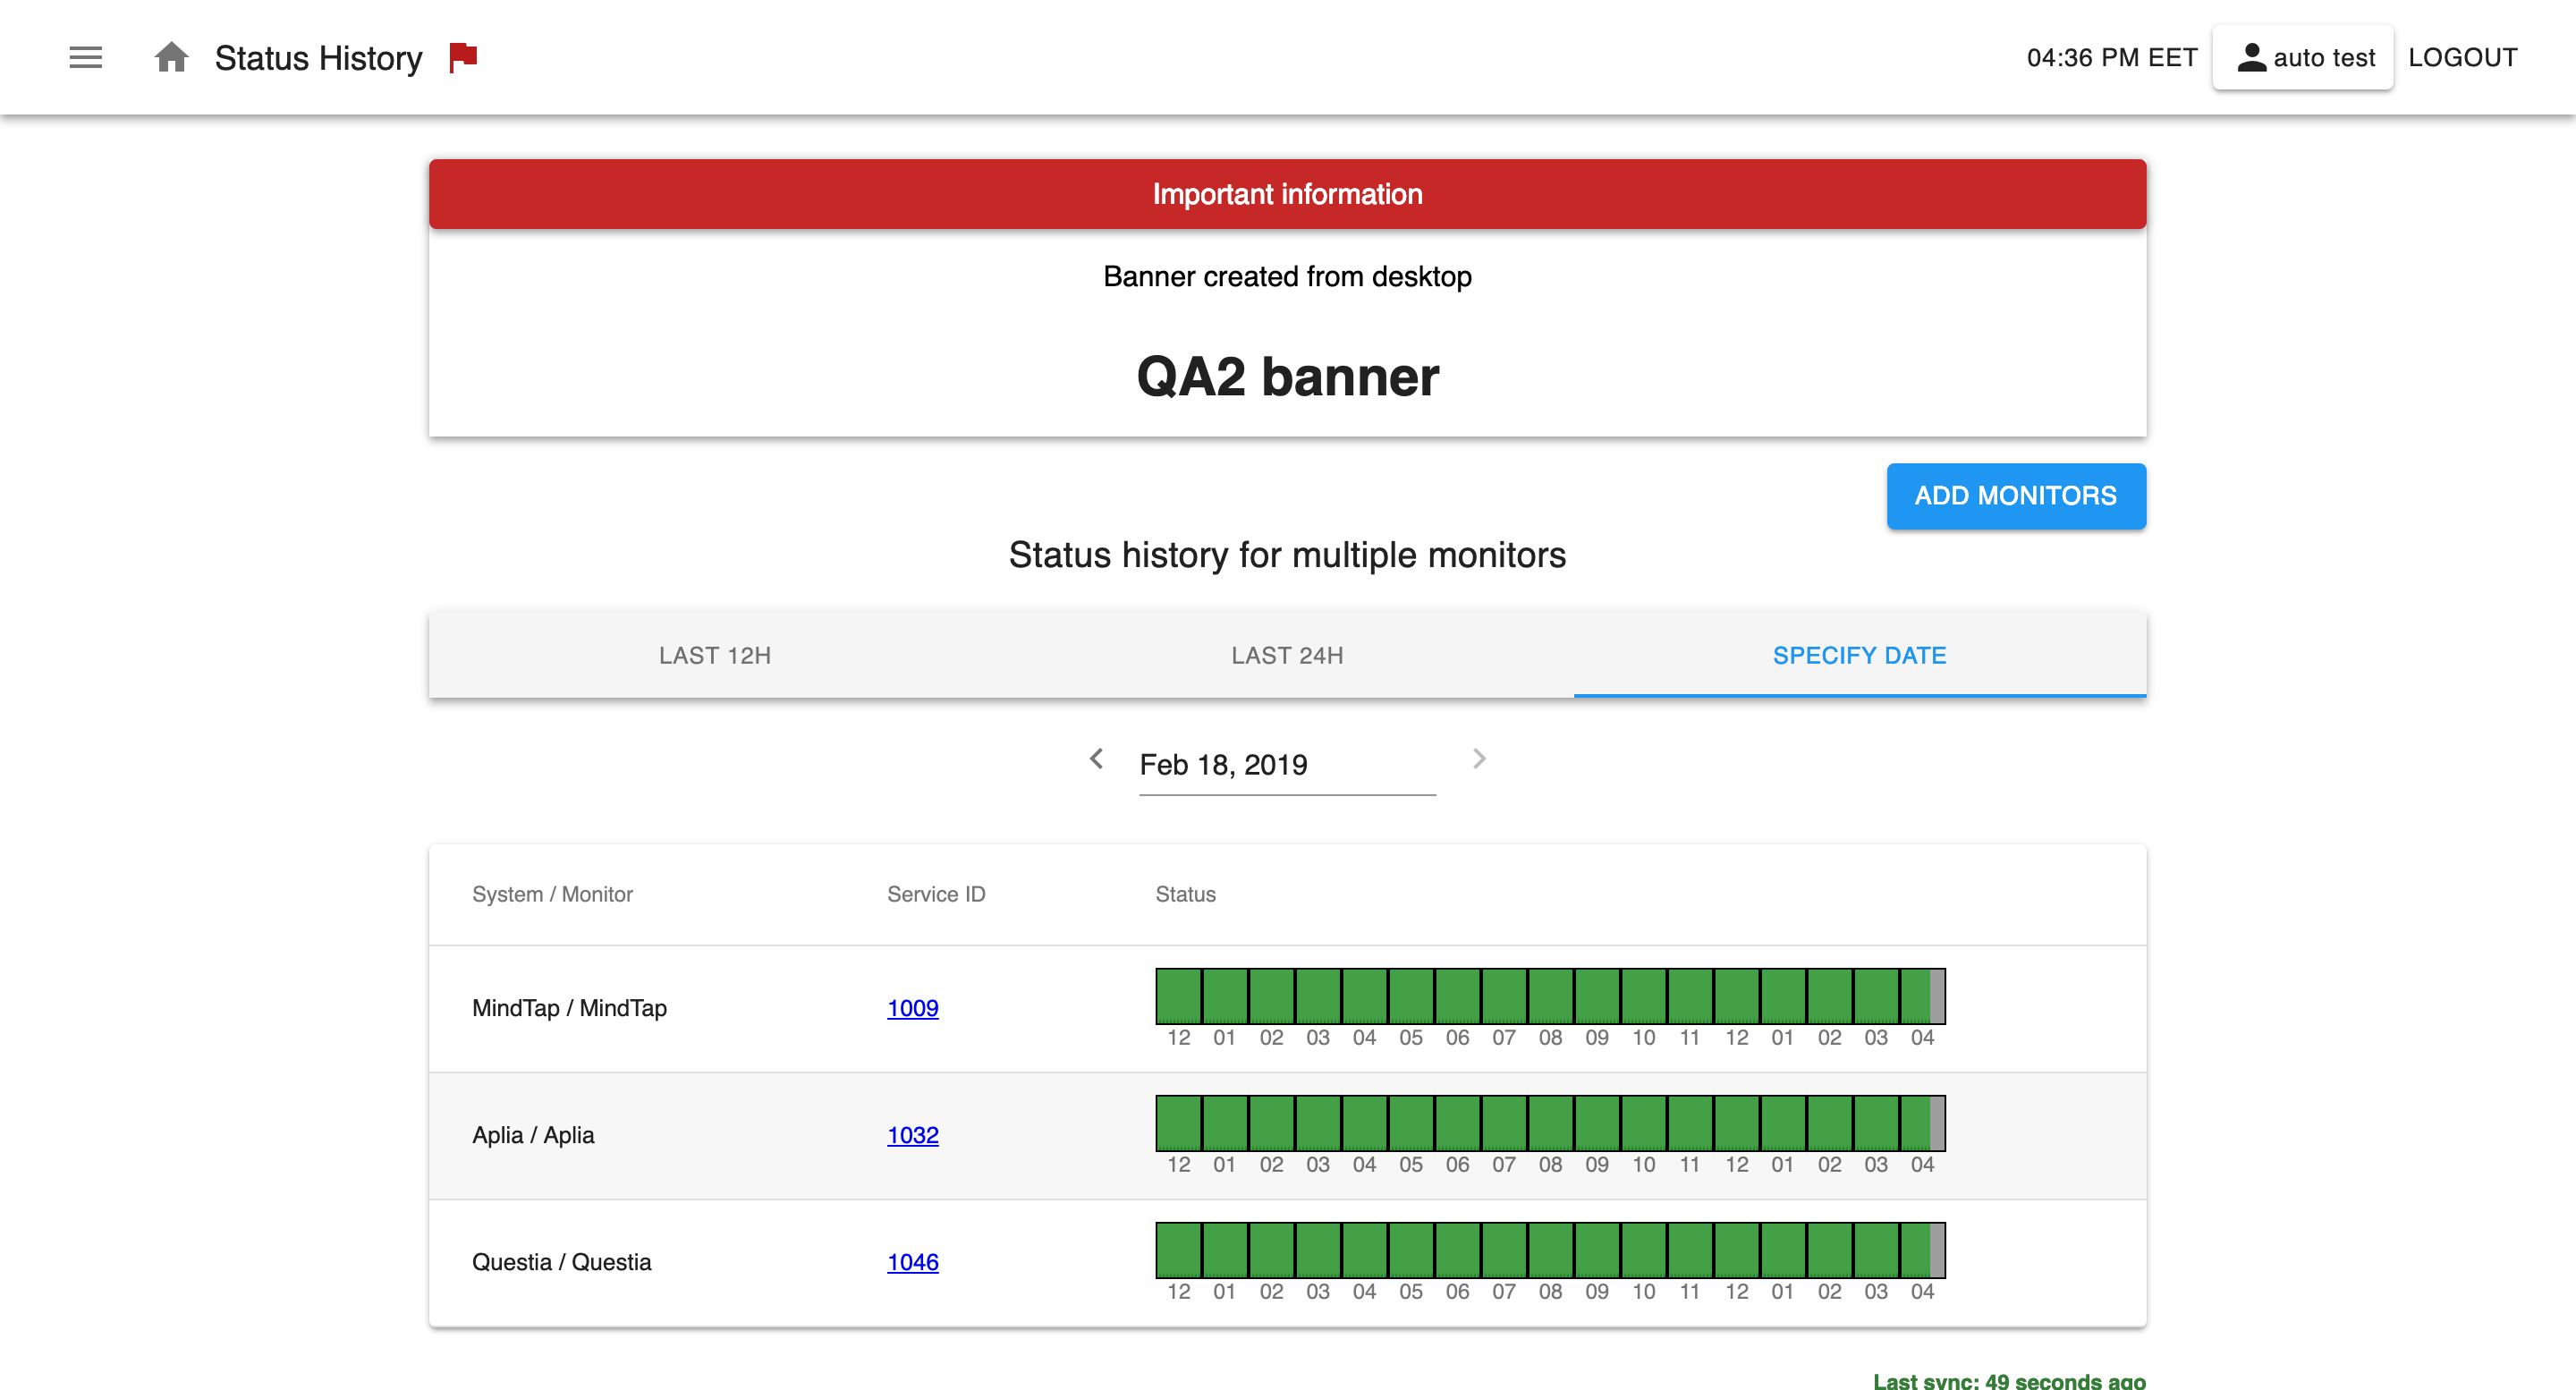 Status History
04:36 PM EET
auto test
LOGOUT
Important information
Banner created from desktop
QA2 banner
ADD MONITORS
Status history for multiple monitors
LAST 12H
LAST 24H
SPECIFY DATE
Feb 18, 2019
System / Monitor
Service ID
Status
MindTap / MindTap
1009
12 01 02 03 04 05 06 07 08 09 10 11 12 01 02 03 04
Aplia / Aplia
1032
12 01 02 03 04 05 06 07 08 09 10 11 12 01 02 03 04
Questia / Questia
1046
12 01 02 03 04 05 06 07 08 09 10 11 12 01 02 03 04
Last sync: 49 seconds ago